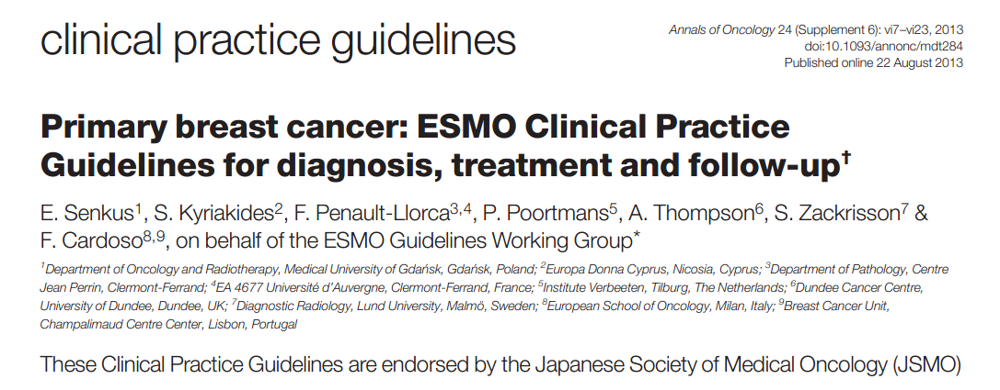 clinical practice guidelines
Annals of Oncology 24 (Supplement 6): vi7–vi23, 2013
doi:10.1093/annonc/mdt284
Published online 22 August 2013
Primary breast cancer: ESMO Clinical Practice
Guidelines for diagnosis, treatment and follow-up†
E. Senkus1, S. Kyriakides2, F. Penault-Llorca3,4, P. Poortmans5, A. Thompson6, S. Zackrisson7 &
F. Cardoso8,9, on behalf of the ESMO Guidelines Working Group*
1Department of Oncology and Radiotherapy, Medical University of Gdańsk, Gdańsk, Poland; 2Europa Donna Cyprus, Nicosia, Cyprus; 3Department of Pathology, Centre
Jean Perrin, Clermont-Ferrand; 4EA 4677 Université d'Auvergne, Clermont-Ferrand, France; 5Institute Verbeeten, Tilburg, The Netherlands; 6Dundee Cancer Centre,
University of Dundee, Dundee, UK; 7Diagnostic Radiology, Lund University, Malmö, Sweden; 8European School of Oncology, Milan, Italy; 9Breast Cancer Unit,
Champalimaud Centre Center, Lisbon, Portugal
These Clinical Practice Guidelines are endorsed by the Japanese Society of Medical Oncology (JSMO)